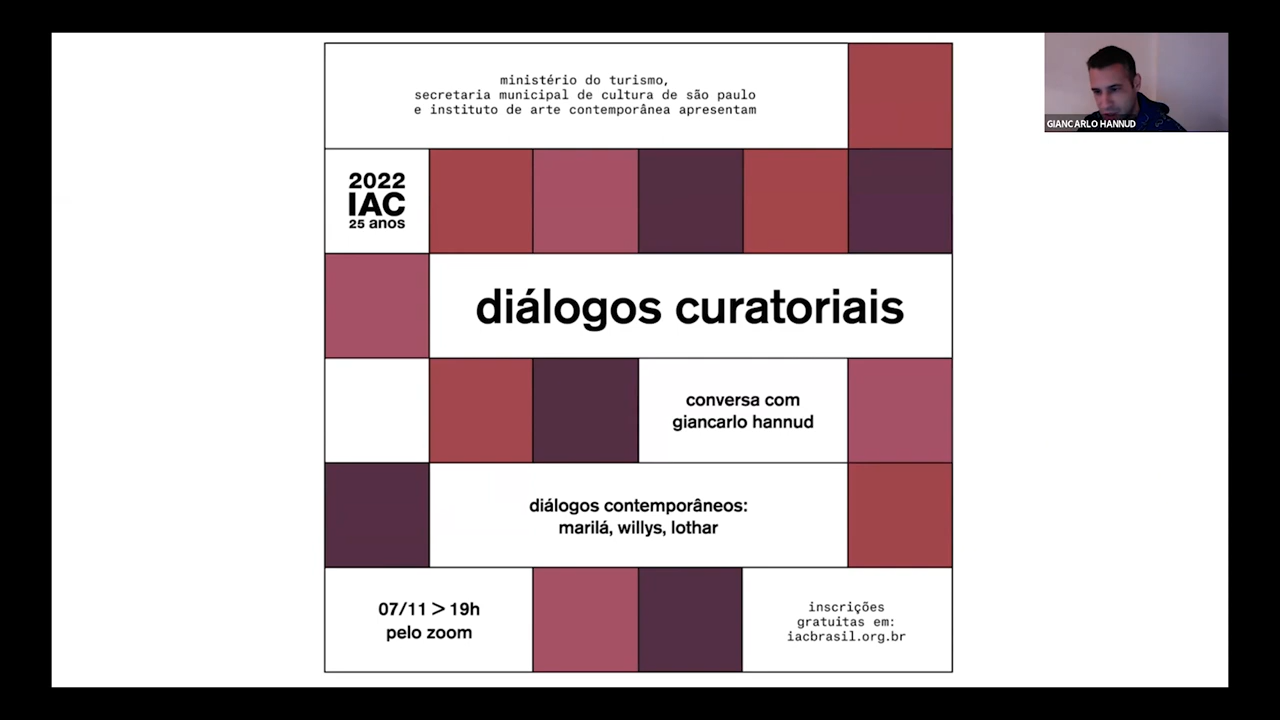 ministério do turismo,
secretaria municipal de cultura de são paulo
e instituto de arte contemporânea apresentam
GIANCARLO HANNUD
2022
IAC
25 anos
diálogos curatoriais
conversa com
giancarlo hannud
diálogos contemporâneos:
marilá, willys, lothar
07/11 > 19h
pelo zoom
inscrições
gratuitas em:
iacbrasil.org.br